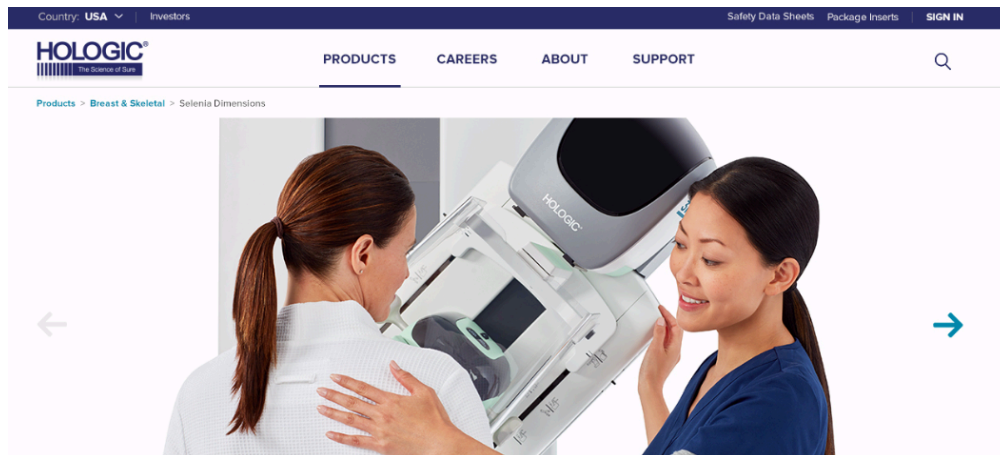 Country: USA | Investors
Safety Data Sheets Package Inserts | SIGN IN
HOLOGIC®
The Science of Sure
PRODUCTS CAREERS ABOUT SUPPORT
Products > Breast & Skeletal > Selenia Dimensions
HOLOGIC